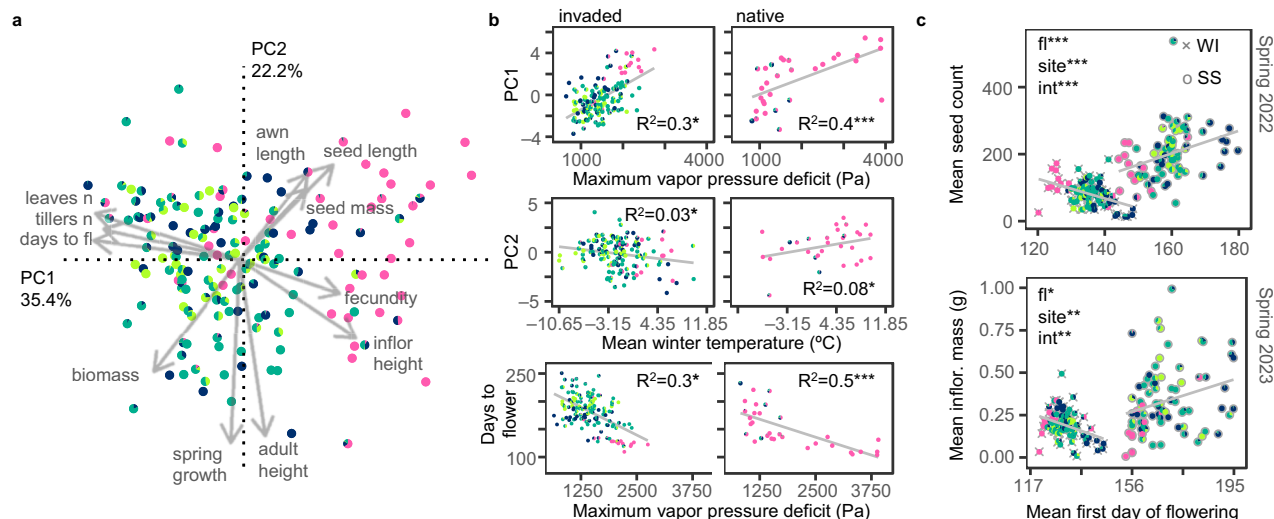 a
PC2
22.2%
awn
length
seed length
seed mass
leaves n
tillers n
days to fl
PC1
35.4%
fecundity
inflor
height
biomass
spring
growth
adult
height
b
invaded
native
PC1
4
0
−4
R²=0.3*
R²=0.4***
1000
4000
1000
4000
Maximum vapor pressure deficit (Pa)
PC2
5
0
−5
R²=0.03*
R²=0.08*
−10.65
−3.15
4.35
11.85
−3.15
4.35
11.85
Mean winter temperature (ºC)
Days to
flower
250
100
R²=0.3*
R²=0.5***
1250
2500
3750
1250
2500
3750
Maximum vapor pressure deficit (Pa)
c
fl***
site***
int***
× WI
o SS
Mean seed count
400
200
0
120
140
160
180
Spring 2022
fl*
site**
int**
Mean inflor. mass (g)
1.00
0.75
0.50
0.25
0.00
117
156
195
Mean first day of flowering
Spring 2023